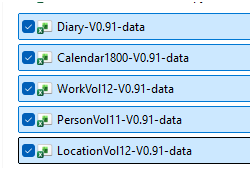 Diary-V0.91-data
Calendar1800-V0.91-data
WorkVol12-V0.91-data
PersonVol11-V0.91-data
LocationVol12-V0.91-data